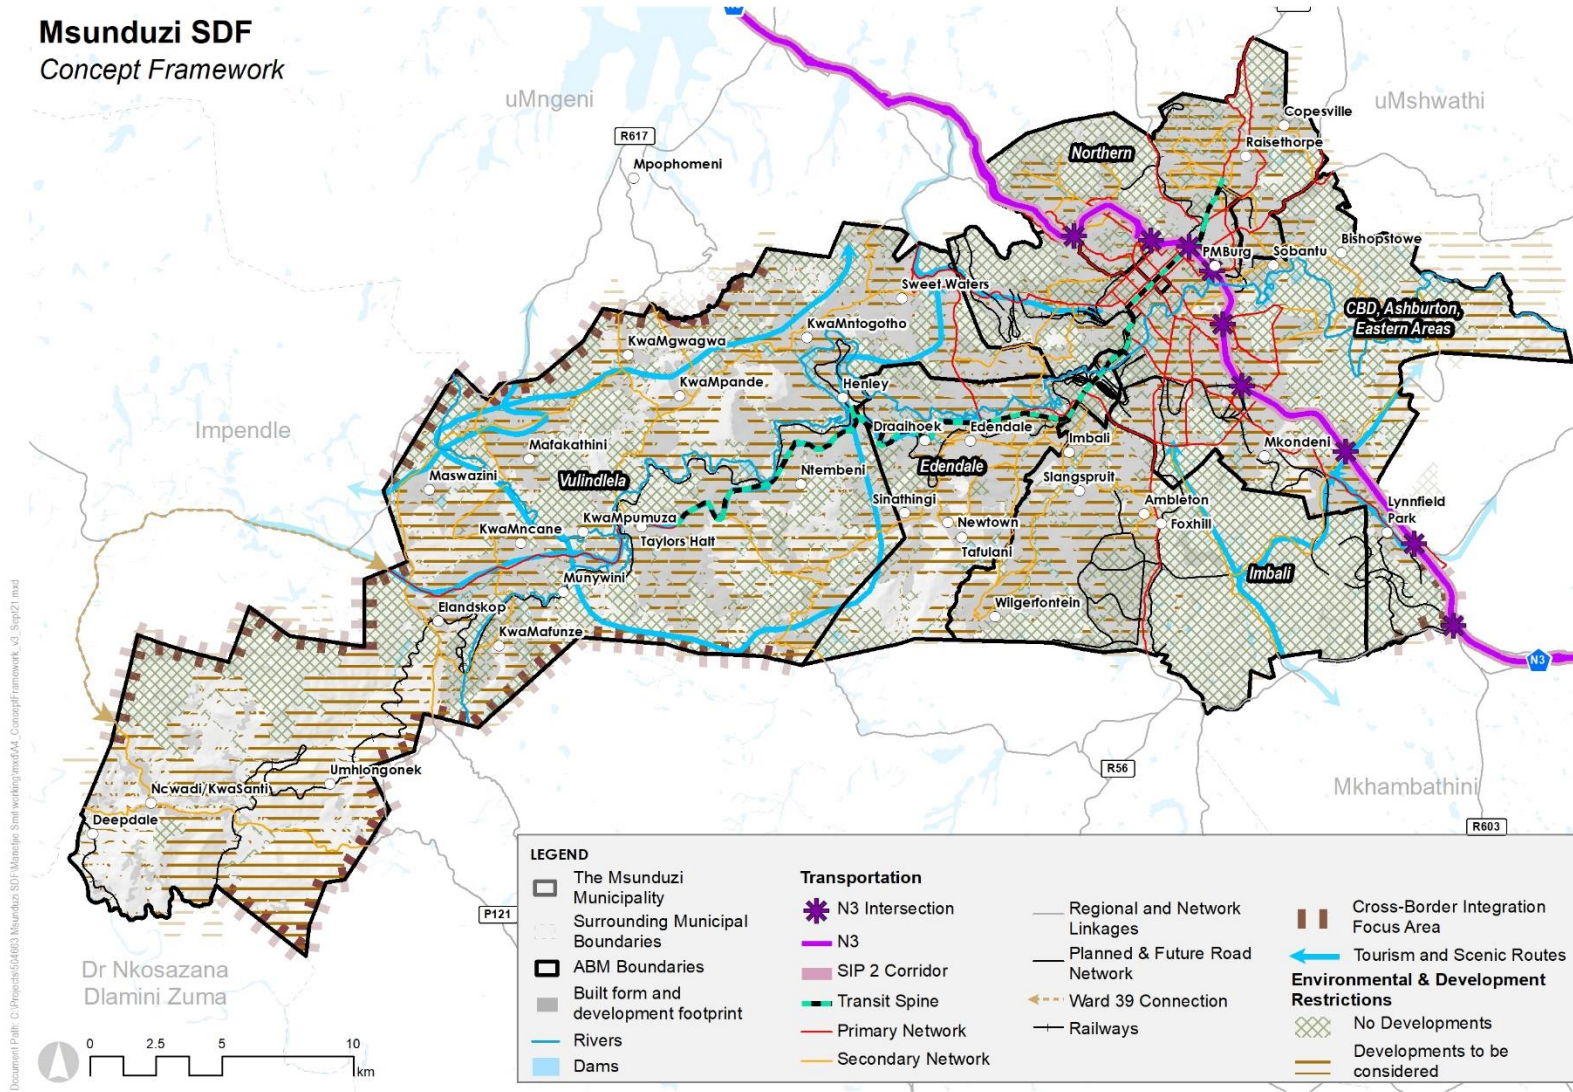 Msunduzi SDF
Concept Framework
uMngeni
uMshwathi
R617
Mpophomeni
Copesville
Raisethorpe
Northern
PMBurg
Sobantu
Bishopstowe
CBD, Ashburton,
Eastern Areas
Sweet Waters
KwaMntogotho
KwaMgwagwa
KwaMpande
Henley
Impendle
Draaihoek
Edendale
Imbali
Mkondeni
Mafakathini
Edendale
Maswazini
Vulindlela
Ntembeni
Slangspruit
Sinathingi
Ambleton
Lynnfield
Park
KwaMncane
KwaMpumuza
Taylors Halt
Newtown
Foxhill
Tafulani
Munywini
Imbali
Elandskop
Wilgerfontein
KwaMafunze
N3
Umhlongonek
Ncwadi/KwaSanti
Deepdale
R56
Mkhambathini
R603
P121
Dr Nkosazana
Dlamini Zuma
0 2.5 5 10
km
LEGEND
The Msunduzi
Municipality
Surrounding Municipal
Boundaries
ABM Boundaries
Built form and
development footprint
Rivers
Dams
Transportation
N3 Intersection
N3
SIP 2 Corridor
Transit Spine
Primary Network
Secondary Network
Regional and Network
Linkages
Planned & Future Road
Network
Ward 39 Connection
Railways
Cross-Border Integration
Focus Area
Tourism and Scenic Routes
Environmental & Development
Restrictions
No Developments
Developments to be
considered